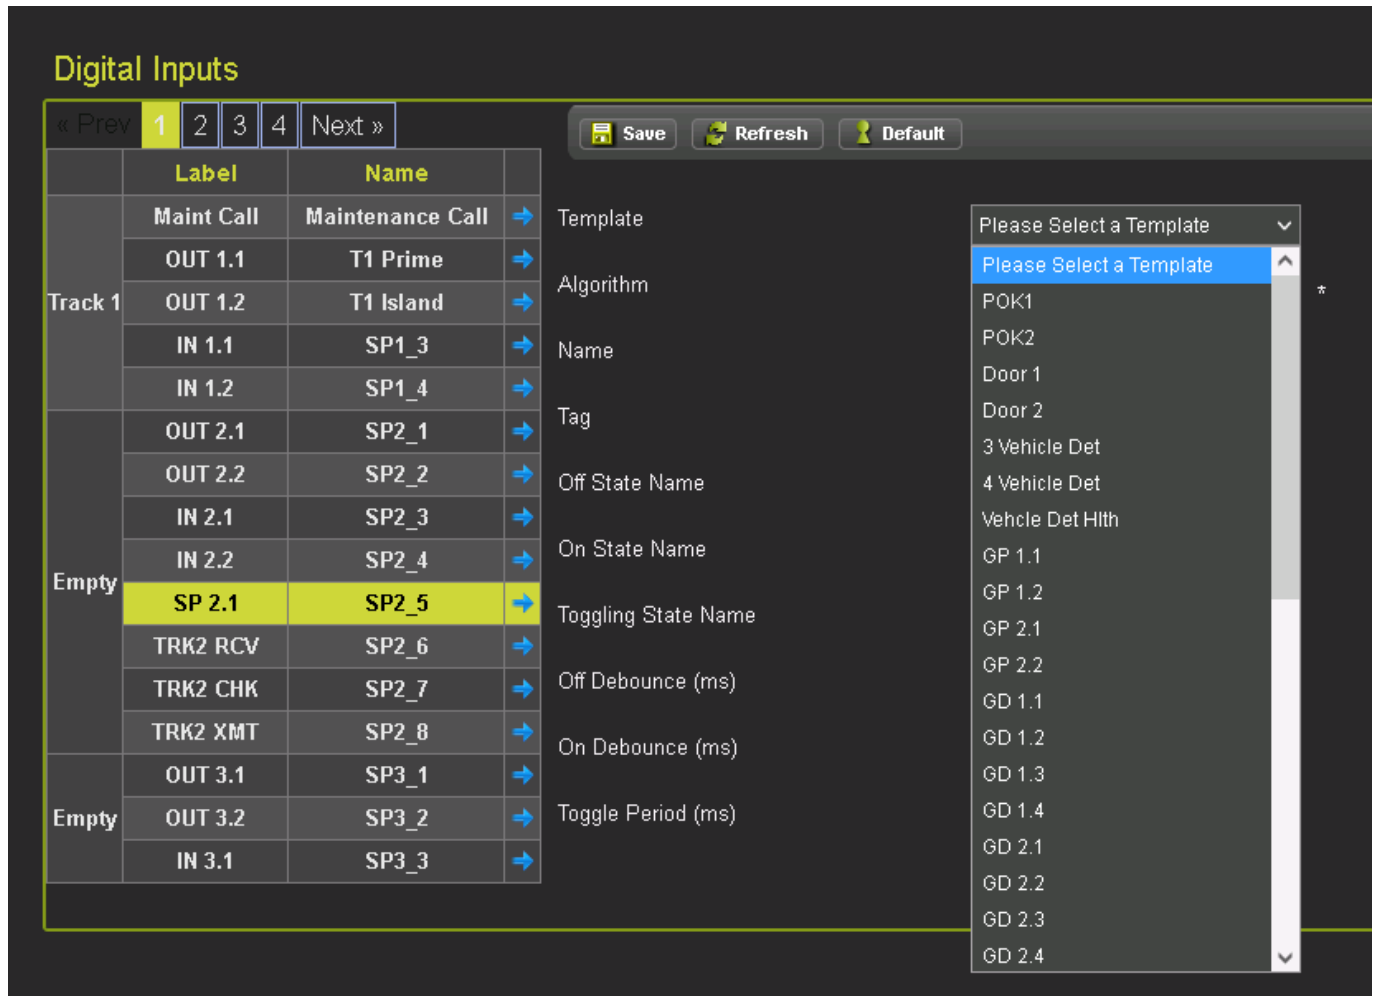 Digital Inputs
« Prev 1 2 3 4 Next »
Save Refresh Default
Label Name
Track 1
Maint Call Maintenance Call
OUT 1.1 T1 Prime
OUT 1.2 T1 Island
IN 1.1 SP1_3
IN 1.2 SP1_4
Empty
OUT 2.1 SP2_1
OUT 2.2 SP2_2
IN 2.1 SP2_3
IN 2.2 SP2_4
SP 2.1 SP2_5
TRK2 RCV SP2_6
TRK2 CHK SP2_7
TRK2 XMT SP2_8
Empty
OUT 3.1 SP3_1
OUT 3.2 SP3_2
IN 3.1 SP3_3
Template
Algorithm
*
Name
Tag
Off State Name
On State Name
Toggling State Name
Off Debounce (ms)
On Debounce (ms)
Toggle Period (ms)
Please Select a Template
Please Select a Template
POK1
POK2
Door 1
Door 2
3 Vehicle Det
4 Vehicle Det
Vehcle Det Hlth
GP 1.1
GP 1.2
GP 2.1
GP 2.2
GD 1.1
GD 1.2
GD 1.3
GD 1.4
GD 2.1
GD 2.2
GD 2.3
GD 2.4